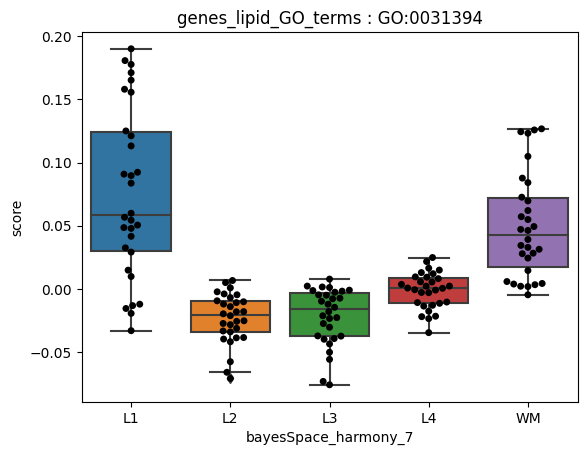 genes_lipid_GO_terms : GO:0031394
0.20
0.15
0.10
0.05
0.00
−0.05
score
L1 L2 L3 L4 WM
bayesSpace_harmony_7